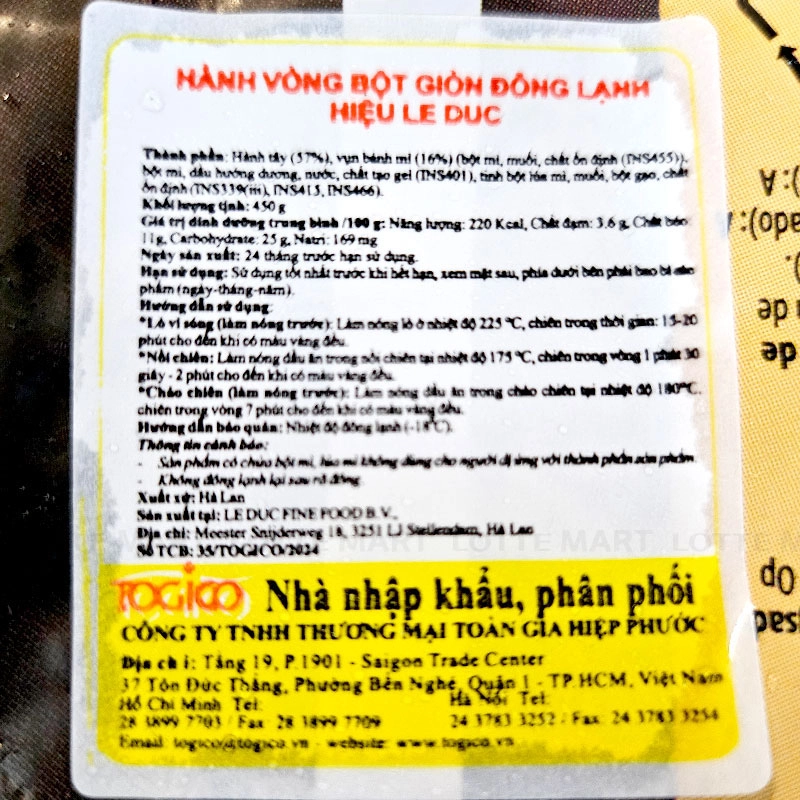 HÀNH VÒNG BỘT GIÒN ĐÔNG LẠNH
HIỆU LE DUC
Thành phần: Hành tây (57%), vụn bánh mì (16%) (bột mì, muối, chất ổn định (INS455)),
bột mì, dầu hướng dương, nước, chất tạo gel (INS401), tinh bột lúa mì, muối, bột gạo, chất
ổn định (INS339(iii), INS415, INS466).
Khối lượng tịnh: 450 g
Giá trị dinh dưỡng trung bình /100 g: Năng lượng: 220 Kcal, Chất đạm: 3.6 g, Chất béo:
11g, Carbohydrate: 25 g, Natri: 169 mg
Ngày sản xuất: 24 tháng trước hạn sử dụng.
Hạn sử dụng: Sử dụng tốt nhất trước khi hết hạn, xem mặt sau, phía dưới bên phải bao bì sản
phẩm (ngày-tháng-năm).
Hướng dẫn sử dụng:
*Lò vi sóng (làm nóng trước): Làm nóng lò ở nhiệt độ 225 ℃, chiên trong thời gian: 15-20
phút cho đến khi có màu vàng đều.
*Nồi chiên: Làm nóng dầu ăn trong nồi chiên tại nhiệt độ 175 ℃, chiên trong vòng 1 phút 30
giây - 2 phút cho đến khi có màu vàng đều.
*Chảo chiên (làm nóng trước): Làm nóng dầu ăn trong chảo chiên tại nhiệt độ 180℃,
chiên trong vòng 7 phút cho đến khi có màu vàng đều.
Hướng dẫn bảo quản: Nhiệt độ đông lạnh (-18℃).
Thông tin cảnh báo:
- Sản phẩm có chứa bột mì, lúa mì không dùng cho người dị ứng với thành phần sản phẩm.
- Không đông lạnh lại sau rã đông.
Xuất xứ: Hà Lan
Sản xuất tại: LE DUC FINE FOOD B.V.,
Địa chỉ: Meester Snijderweg 18, 3251 LJ Stellendam, Hà Lan
Số TCB: 35/TOGICO/2024
LOTTE MART LOTT
TOGICO Nhà nhập khẩu, phân phối
CÔNG TY TNHH THƯƠNG MẠI TOÀN GIA HIỆP PHƯỚC
Địa chỉ: Tầng 19, P.1901 - Saigon Trade Center
37 Tôn Đức Thắng, Phường Bến Nghé, Quận 1 - TP.HCM, Việt Nam
Hồ Chí Minh Tel: Hà Nội Tel:
28 3899 7703 / Fax: 28 3899 7709 24 3783 3252 / Fax: 24 3783 3254
Email: togico@togico.vn - website: www.togico.vn